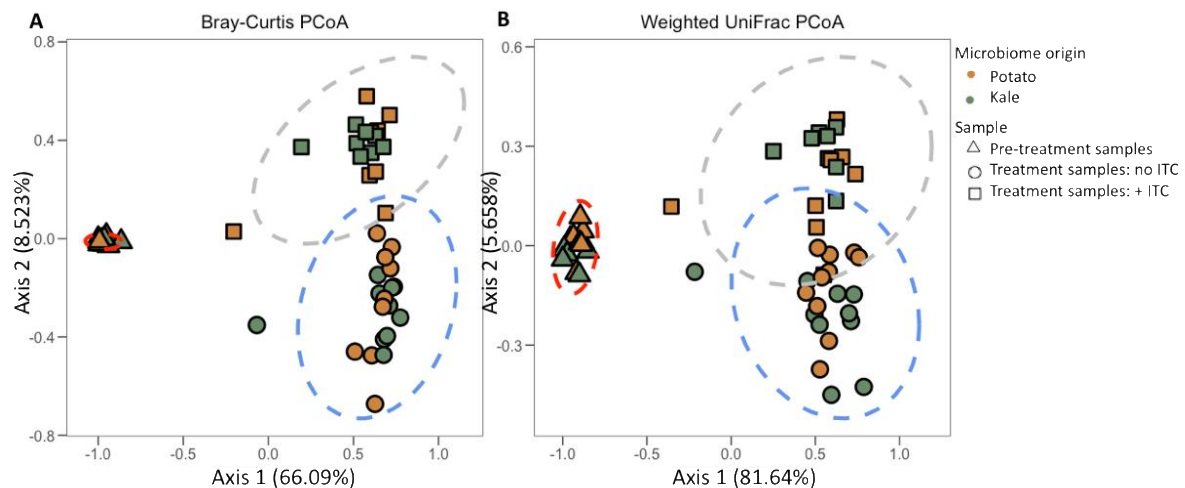 A
Bray-Curtis PCoA
0.8
0.4
0.0
-0.4
-0.8
Axis 2 (8.523%)
-1.0 -0.5 0.0 0.5 1.0
Axis 1 (66.09%)
B
Weighted UniFrac PCoA
0.6
0.3
0.0
-0.3
Axis 2 (5.658%)
-1.0 -0.5 0.0 0.5 1.0
Axis 1 (81.64%)
Microbiome origin
Potato
Kale
Sample
Pre-treatment samples
Treatment samples: no ITC
Treatment samples: + ITC